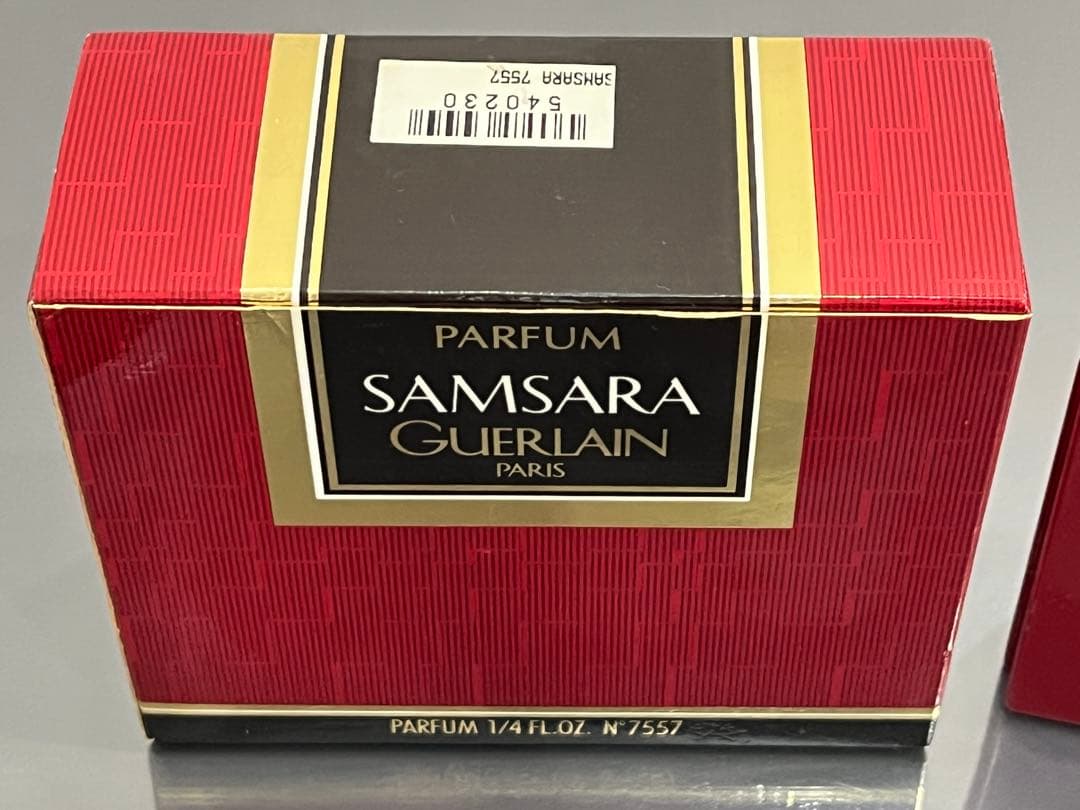 SAMSARA 7557
540230
PARFUM
SAMSARA
GUERLAIN
PARIS
PARFUM 1/4 FL.OZ. N°7557